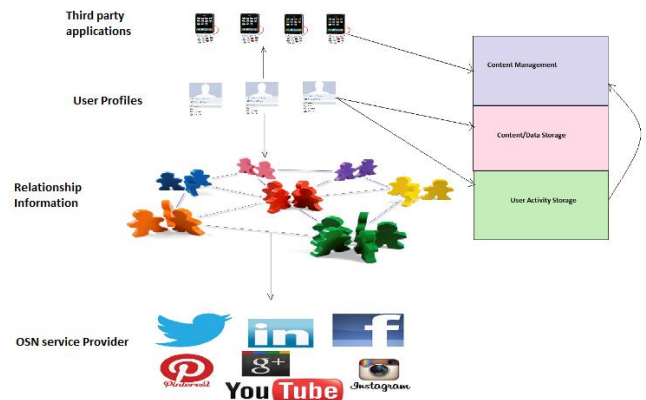 Third party
applications
Content Management
User Profiles
Content/Data Storage
Relationship
Information
User Activity Storage
OSN service Provider
in
f
g+
Pinterest
Instagram
You Tube